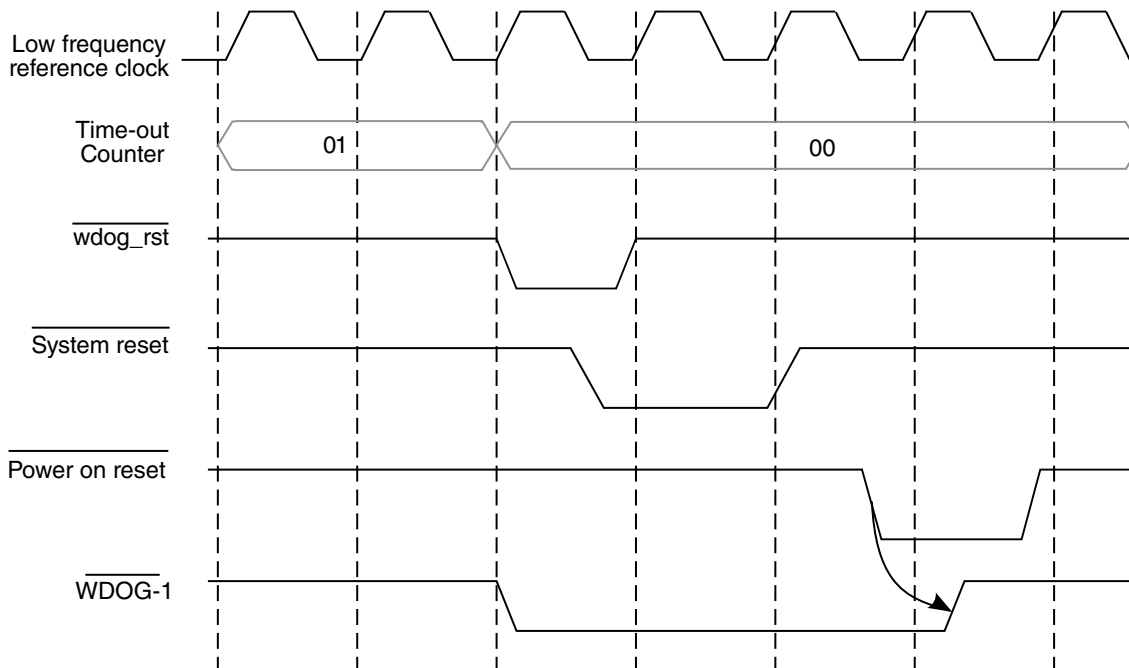 Low frequency
reference clock
Time-out
Counter
01
00
wdog_rst
System reset
Power on reset
WDOG-1